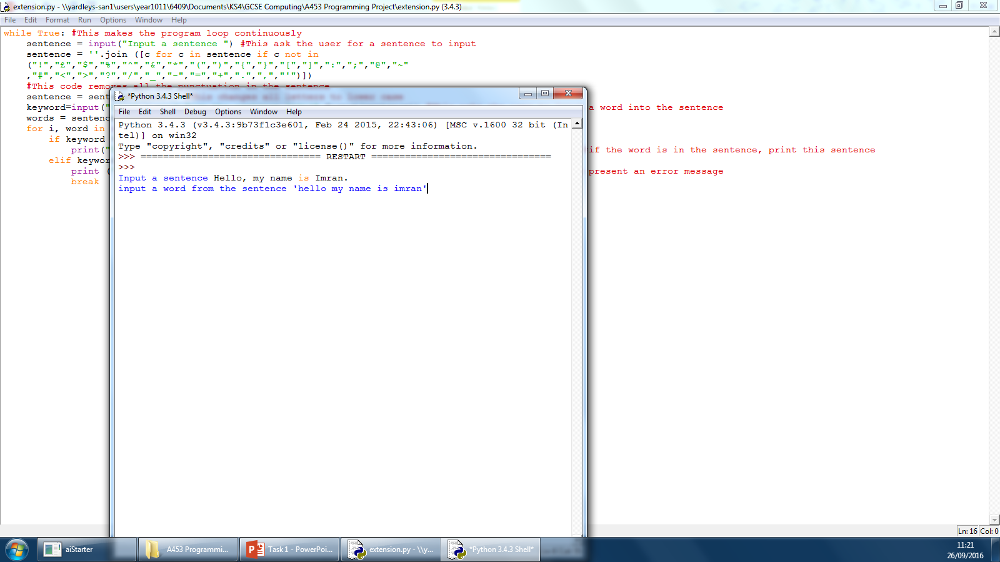 extension.py - \\yardleys-san1\users\year1011\6409\Documents\KS4\GCSE Computing\A453 Programming Project\extension.py (3.4.3)
File Edit Format Run Options Window Help
while True: #This makes the program loop continuously
sentence = input("Input a sentence ") #This ask the user for a sentence to input
sentence = ''.join ([c for c in sentence if c not in
("!","£","$","%","^","&","*","(",")","{","}","[","]",":",";","@","~"
,"#","<",">","?","/","_","-","=","+",".",",","'")])
#This code removes all the punctuation in the sentence
sentence = sent
keyword=input(" a word into the sentence
words = sentenc
for i, word in
if keyword
print(" if the word is in the sentence, print this sentence
elif keywor
print ( present an error message
break
*Python 3.4.3 Shell*
File Edit Shell Debug Options Window Help
Python 3.4.3 (v3.4.3:9b73f1c3e601, Feb 24 2015, 22:43:06) [MSC v.1600 32 bit (In
tel)] on win32
Type "copyright", "credits" or "license()" for more information.
>>> ================================ RESTART ================================
>>>
Input a sentence Hello, my name is Imran.
input a word from the sentence 'hello my name is imran'
Ln: 16 Col: 0
aiStarter
A453 Programmi...
Task 1 - PowerPoi...
extension.py - \\y...
*Python 3.4.3 Shell*
11:21
26/09/2016